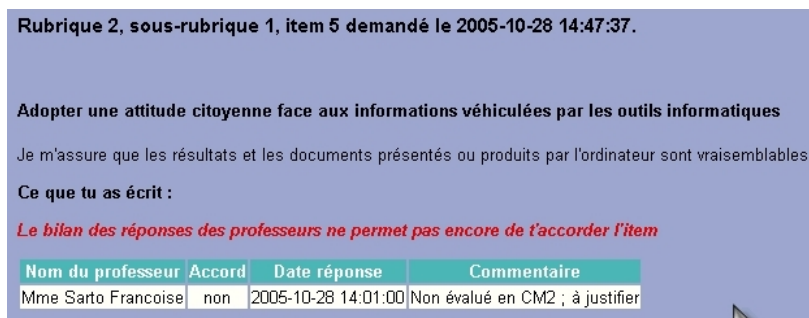 Rubrique 2, sous-rubrique 1, item 5 demandé le 2005-10-28 14:47:37.
Adopter une attitude citoyenne face aux informations véhiculées par les outils informatiques
Je m'assure que les résultats et les documents présentés ou produits par l'ordinateur sont vraisemblables
Ce que tu as écrit :
Le bilan des réponses des professeurs ne permet pas encore de t'accorder l'item
Nom du professeur Accord Date réponse Commentaire
Mme Sarto Francoise non 2005-10-28 14:01:00 Non évalué en CM2 ; à justifier